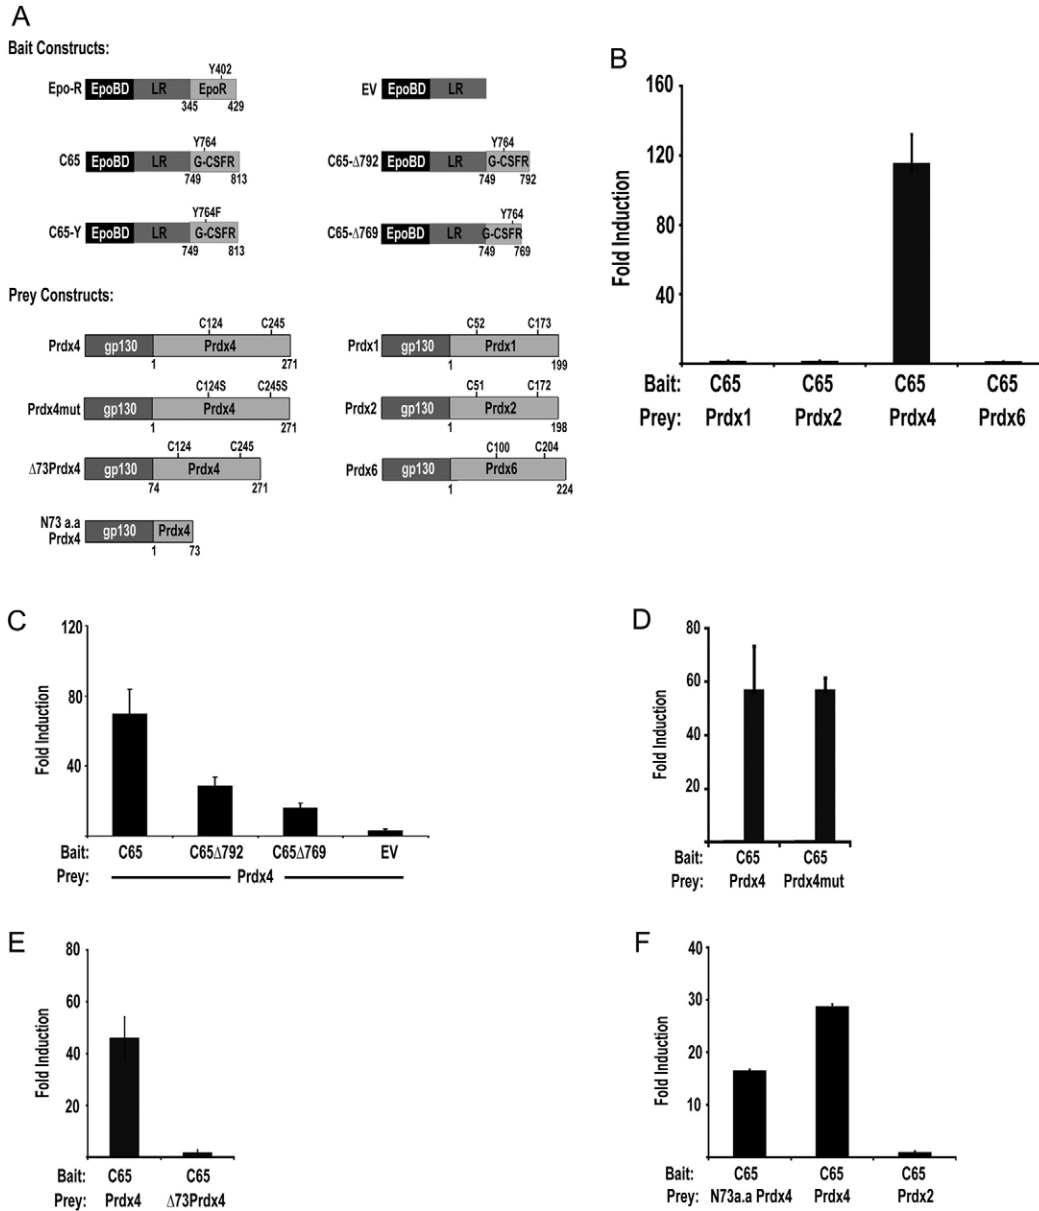 A
Bait Constructs:
Y402
Epo-R EpoBD LR EpoR
345 429
EV EpoBD LR
Y764
C65 EpoBD LR G-CSFR
749 813
Y764
C65-Δ792 EpoBD LR G-CSFR
749 792
Y764F
C65-Y EpoBD LR G-CSFR
749 813
Y764
C65-Δ769 EpoBD LR G-CSFR
749 769
Prey Constructs:
C124 C245
Prdx4 gp130 Prdx4
1 271
C52 C173
Prdx1 gp130 Prdx1
1 199
C124S C245S
Prdx4mut gp130 Prdx4
1 271
C51 C172
Prdx2 gp130 Prdx2
1 198
C124 C245
Δ73Prdx4 gp130 Prdx4
74 271
C100 C204
Prdx6 gp130 Prdx6
1 224
N73 a.a
Prdx4 gp130 Prdx4
1 73
B
160
120
80
40
Fold Induction
Bait: C65 C65 C65 C65
Prey: Prdx1 Prdx2 Prdx4 Prdx6
C
120
80
40
Fold Induction
Bait: C65 C65Δ792 C65Δ769 EV
Prey: Prdx4
D
80
60
40
20
Fold Induction
Bait: C65 C65
Prey: Prdx4 Prdx4mut
E
80
60
40
20
Fold Induction
Bait: C65 C65
Prey: Prdx4 Δ73Prdx4
F
40
30
20
10
Fold Induction
Bait: C65 C65 C65
Prey: N73a.a Prdx4 Prdx4 Prdx2